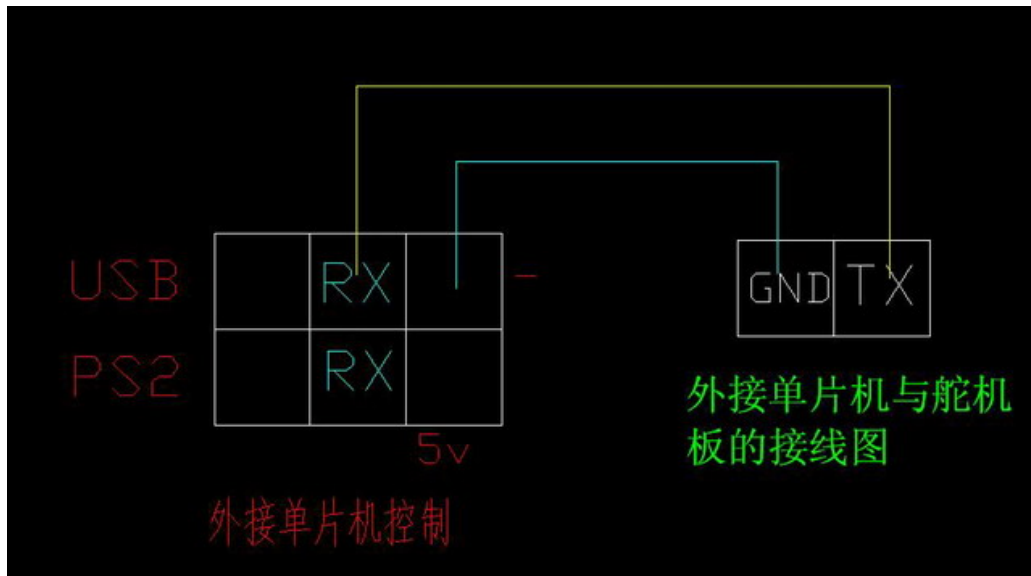 USB RX -
GND TX
PS2 RX
5v
外接单片机与舵机
板的接线图
外接单片机控制